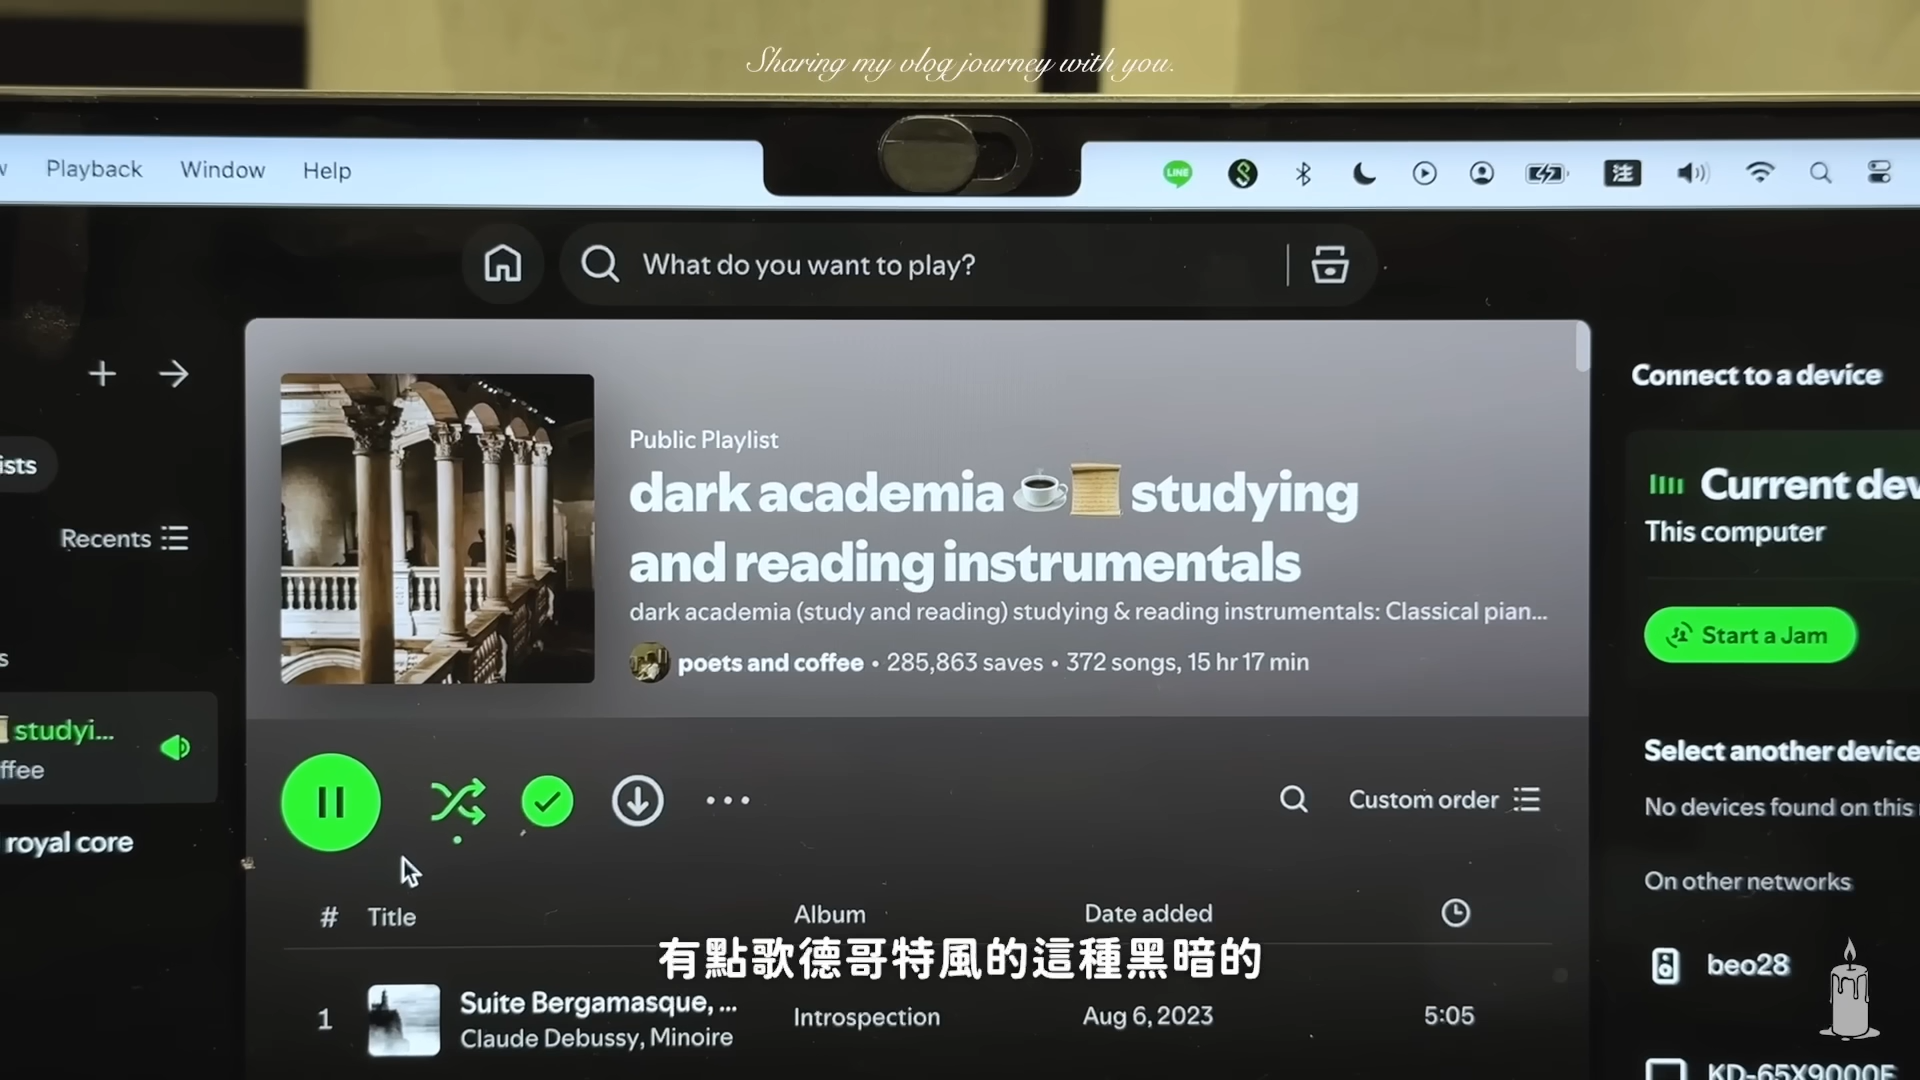 Sharing my vlog journey with you.
Playback Window Help
LINE
注
What do you want to play?
Connect to a device
Public Playlist
dark academia ☕📜 studying
and reading instrumentals
dark academia (study and reading) studying & reading instrumentals: Classical pian...
poets and coffee • 285,863 saves • 372 songs, 15 hr 17 min
ists
Recents
s
studyi...
ffee
royal core
Current dev
This computer
Start a Jam
Select another device
No devices found on this
On other networks
beo28
KD-65X9000F
Custom order
# Title Album Date added
有點歌德哥特風的這種黑暗的
1 Suite Bergamasque, ... Introspection Aug 6, 2023 5:05
Claude Debussy, Minoire